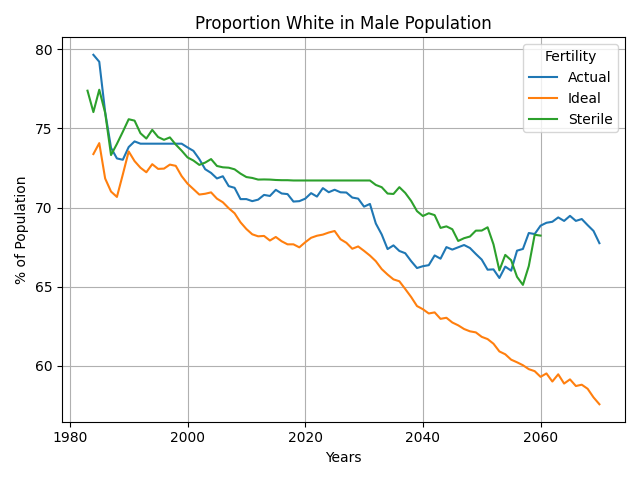 Proportion White in Male Population
% of Population
80
75
70
65
60
Fertility
Actual
Ideal
Sterile
1980
2000
2020
2040
2060
Years